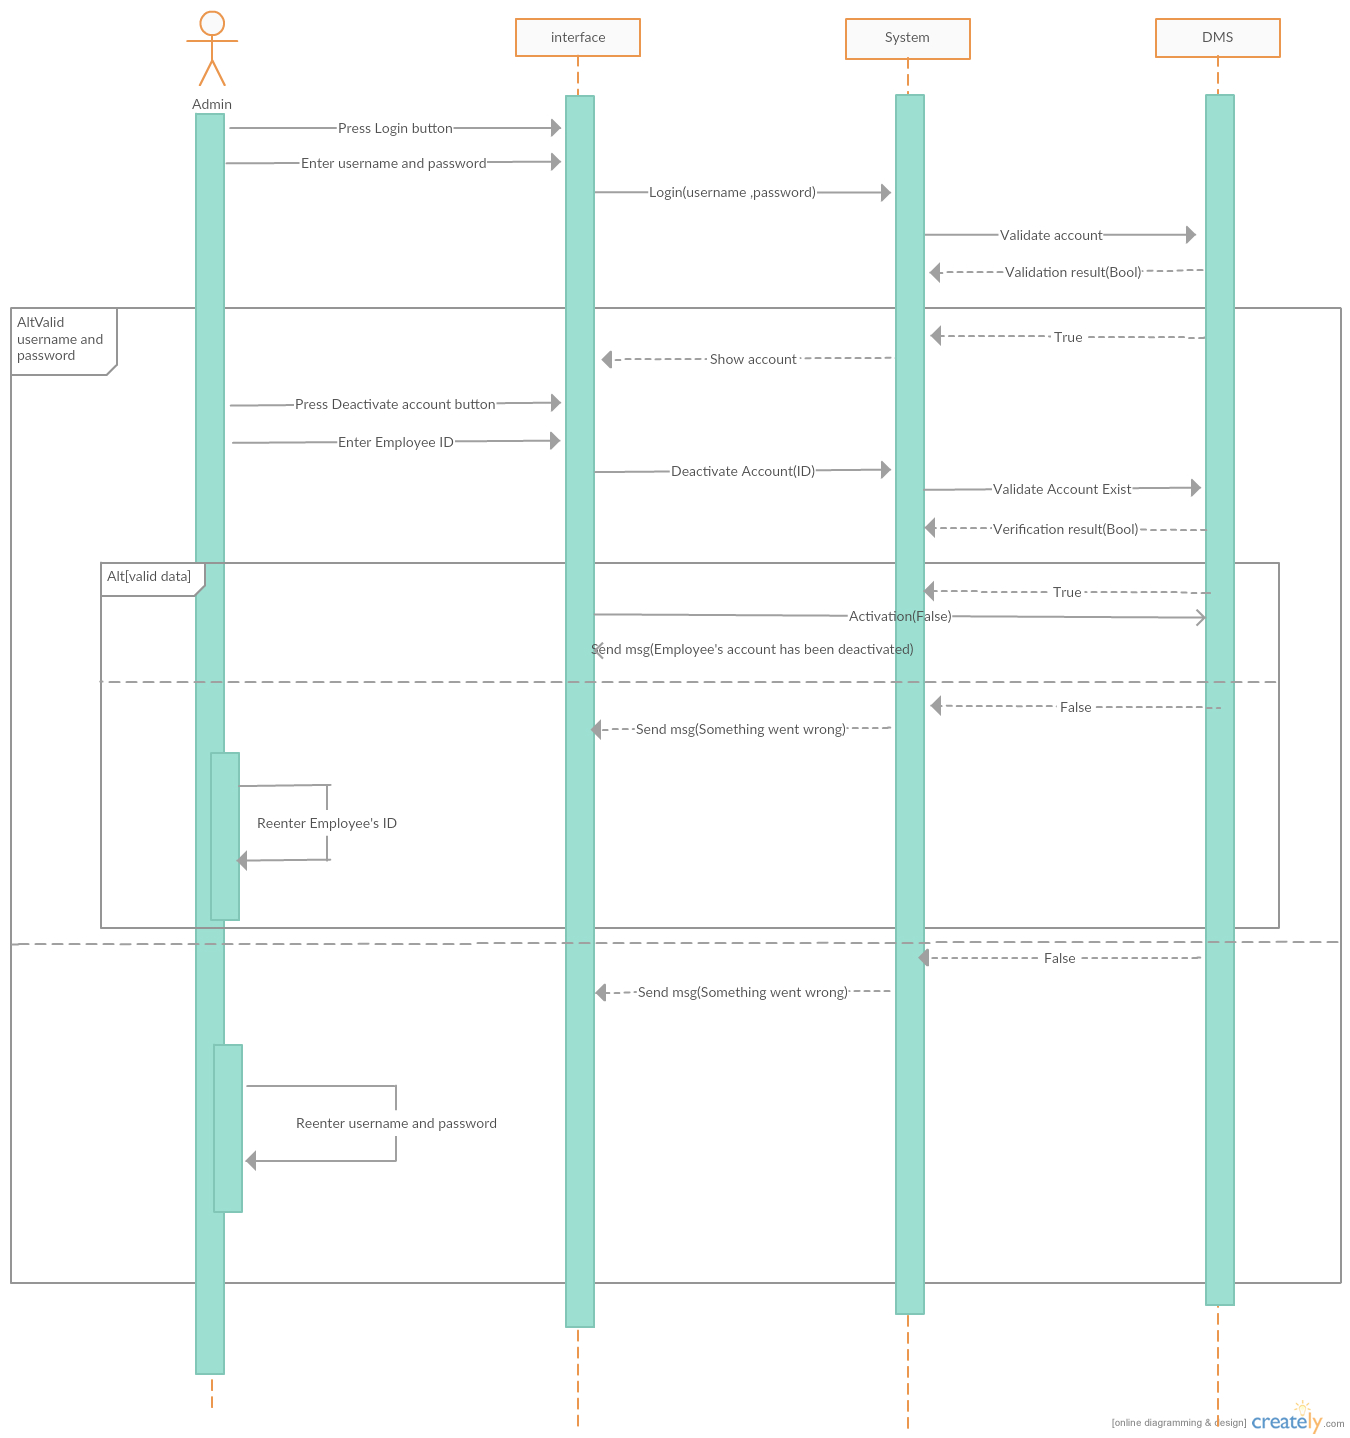 interface
System
DMS
Admin
Press Login button
Enter username and password
Login(username ,password)
Validate account
Validation result(Bool)
AltValid
username and
password
True
Show account
Press Deactivate account button
Enter Employee ID
Deactivate Account(ID)
Validate Account Exist
Verification result(Bool)
Alt[valid data]
True
Activation(False)
Send msg(Employee's account has been deactivated)
False
Send msg(Something went wrong)
Reenter Employee's ID
False
Send msg(Something went wrong)
Reenter username and password
[online diagramming & design] creately.com